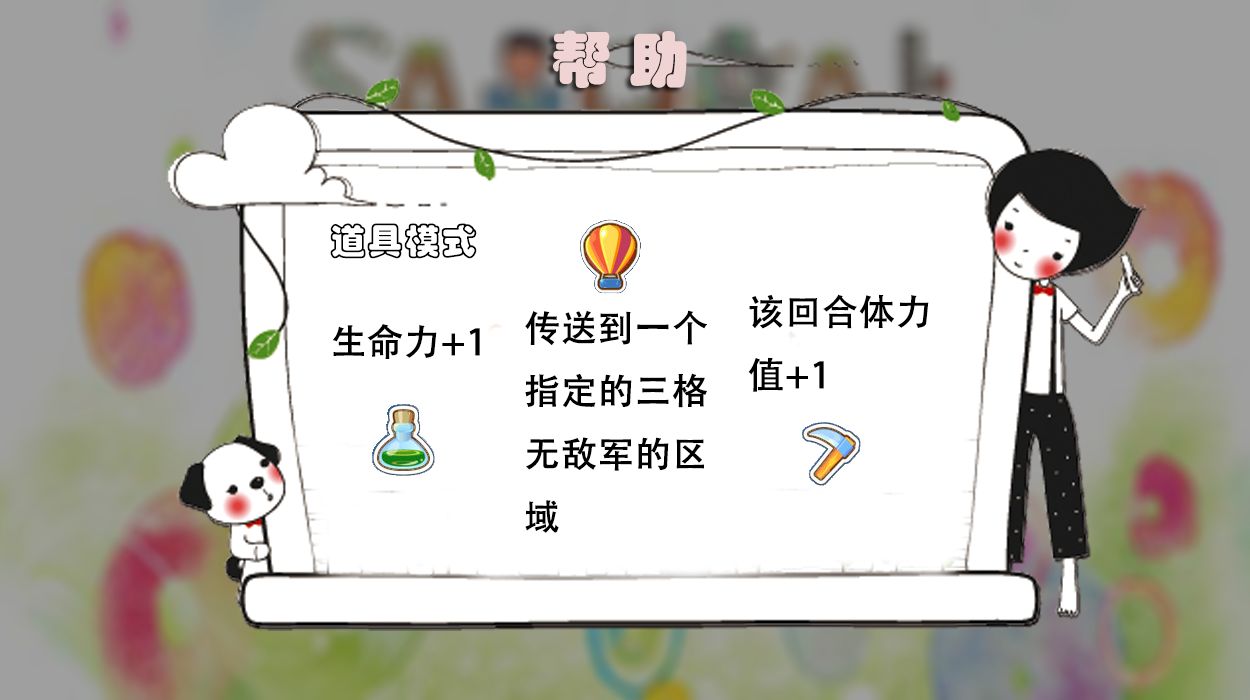 帮助
道具模式
生命力+1
传送到一个
指定的三格
无敌军的区
域
该回合体力
值+1